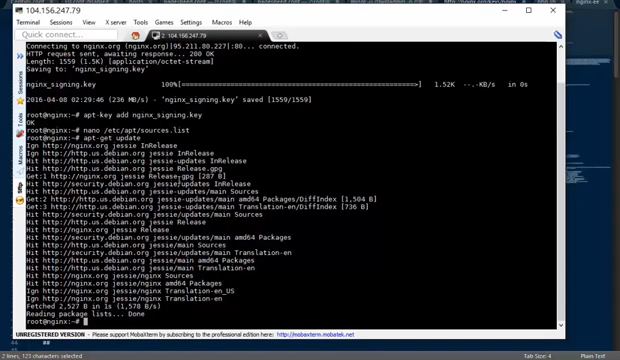 104.156.247.79
Terminal Sessions View X server Tools Games Settings Macros Help
Quick connect...
2. 104.156.247.79
Connecting to nginx.org (nginx.org)|95.211.80.227|:80... connected.
HTTP request sent, awaiting response... 200 OK
Length: 1559 (1.5K) [application/octet-stream]
Saving to: 'nginx_signing.key'
nginx_signing.key 100%[=====================================================>] 1.52K --.-KB/s in 0s
2016-04-08 02:29:46 (236 MB/s) - 'nginx_signing.key' saved [1559/1559]
root@nginx:~# apt-key add nginx_signing.key
OK
root@nginx:~# nano /etc/apt/sources.list
root@nginx:~# apt-get update
Ign http://nginx.org jessie InRelease
Ign http://http.us.debian.org jessie InRelease
Hit http://http.us.debian.org jessie-updates InRelease
Hit http://http.us.debian.org jessie Release.gpg
Get:1 http://nginx.org jessie Release.gpg [287 B]
Hit http://security.debian.org jessie/updates InRelease
Hit http://http.us.debian.org jessie-updates/main Sources
Get:2 http://http.us.debian.org jessie-updates/main amd64 Packages/DiffIndex [1,504 B]
Get:3 http://http.us.debian.org jessie-updates/main Translation-en/DiffIndex [736 B]
Hit http://security.debian.org jessie/updates/main Sources
Hit http://http.us.debian.org jessie Release
Hit http://nginx.org jessie Release
Hit http://security.debian.org jessie/updates/main amd64 Packages
Hit http://http.us.debian.org jessie/main Sources
Hit http://security.debian.org jessie/updates/main Translation-en
Hit http://http.us.debian.org jessie/main amd64 Packages
Hit http://http.us.debian.org jessie/main Translation-en
Hit http://nginx.org jessie/nginx Sources
Hit http://nginx.org jessie/nginx amd64 Packages
Ign http://nginx.org jessie/nginx Translation-en_US
Ign http://nginx.org jessie/nginx Translation-en
Fetched 2,527 B in 1s (1,578 B/s)
Reading package lists... Done
root@nginx:~#
Sessions
Tools
Macros
Sftp
UNREGISTERED VERSION - Please support MobaXterm by subscribing to the professional edition here: http://mobaxterm.mobatek.net
2 lines, 123 characters selected
Tab Size: 4
Plain Text